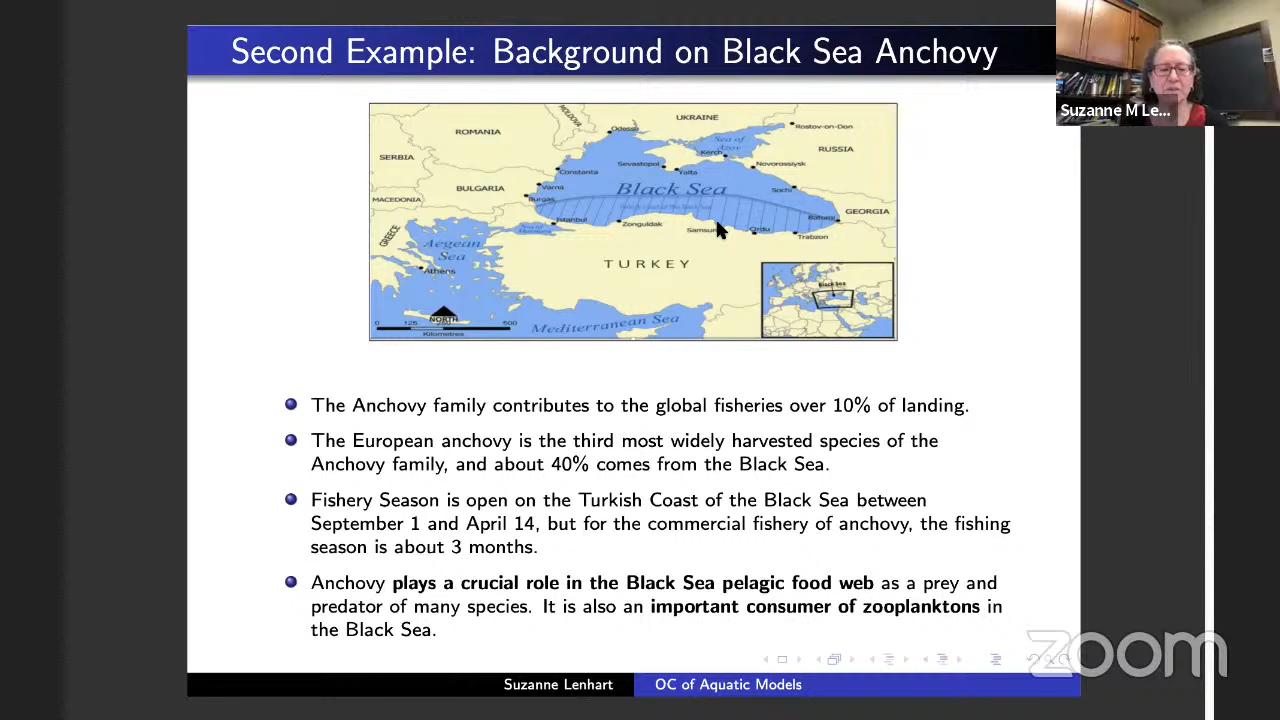 Second Example: Background on Black Sea Anchovy
Suzanne M Le...
MOLDOVA
UKRAINE
ROMANIA
Odessa
Rostov-on-Don
Sea of
Azov
SERBIA
Kerch
RUSSIA
Sevastopol
Novorossiysk
Constanta
Yalta
BULGARIA
Varna
Black Sea
Sochi
MACEDONIA
Burgas
GEORGIA
Istanbul
Zonguldak
Batumi
Sea of
Marmara
Samsun
Ordu
Trabzon
GREECE
Aegean
Sea
TURKEY
Athens
Black Sea
NORTH
0 125 250 500
Kilometres
Mediterranean Sea
The Anchovy family contributes to the global fisheries over 10% of landing.
The European anchovy is the third most widely harvested species of the
Anchovy family, and about 40% comes from the Black Sea.
Fishery Season is open on the Turkish Coast of the Black Sea between
September 1 and April 14, but for the commercial fishery of anchovy, the fishing
season is about 3 months.
Anchovy plays a crucial role in the Black Sea pelagic food web as a prey and
predator of many species. It is also an important consumer of zooplanktons in
the Black Sea.
zoom
Suzanne Lenhart
OC of Aquatic Models